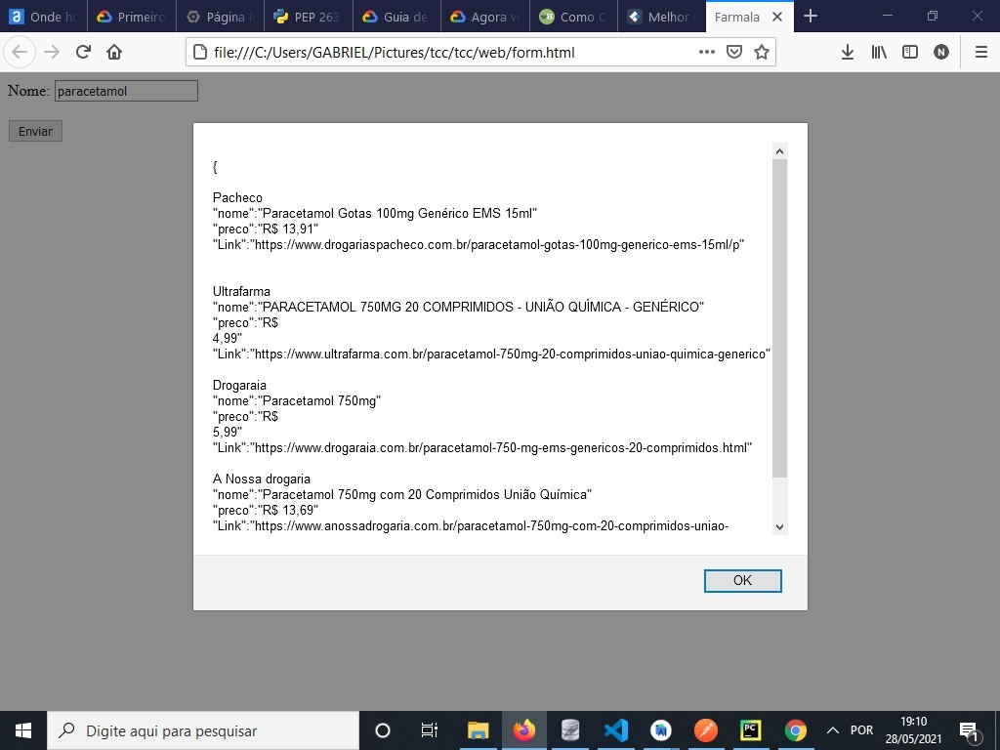 Onde h
Primeiro
Página i
PEP 263
Guia de
Agora v
Como C
Melhor
Farmala
file:///C:/Users/GABRIEL/Pictures/tcc/tcc/web/form.html
N
Nome: paracetamol
Enviar
{
Pacheco
"nome":"Paracetamol Gotas 100mg Genérico EMS 15ml"
"preco":"R$ 13,91"
"Link":"https://www.drogariaspacheco.com.br/paracetamol-gotas-100mg-generico-ems-15ml/p"
Ultrafarma
"nome":"PARACETAMOL 750MG 20 COMPRIMIDOS - UNIÃO QUÍMICA - GENÉRICO"
"preco":"R$
4,99"
"Link":"https://www.ultrafarma.com.br/paracetamol-750mg-20-comprimidos-uniao-quimica-generico"
Drogaraia
"nome":"Paracetamol 750mg"
"preco":"R$
5,99"
"Link":"https://www.drogaraia.com.br/paracetamol-750-mg-ems-genericos-20-comprimidos.html"
A Nossa drogaria
"nome":"Paracetamol 750mg com 20 Comprimidos União Química"
"preco":"R$ 13,69"
"Link":"https://www.anossadrogaria.com.br/paracetamol-750mg-com-20-comprimidos-uniao-
OK
Digite aqui para pesquisar
PC
POR
19:10
28/05/2021
1